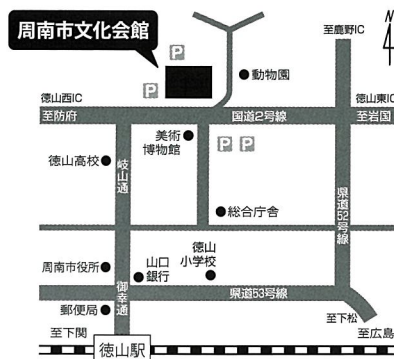 周南市文化会館
N
至鹿野IC
P
P
動物園
徳山西IC
徳山東IC
至防府
国道2号線
至岩国
美術
博物館
P P
徳山高校
岐山通
県道52号線
総合庁舎
徳山
小学校
周南市役所
山口
銀行
御幸通
県道53号線
郵便局
至下松
至下関
至広島
徳山駅